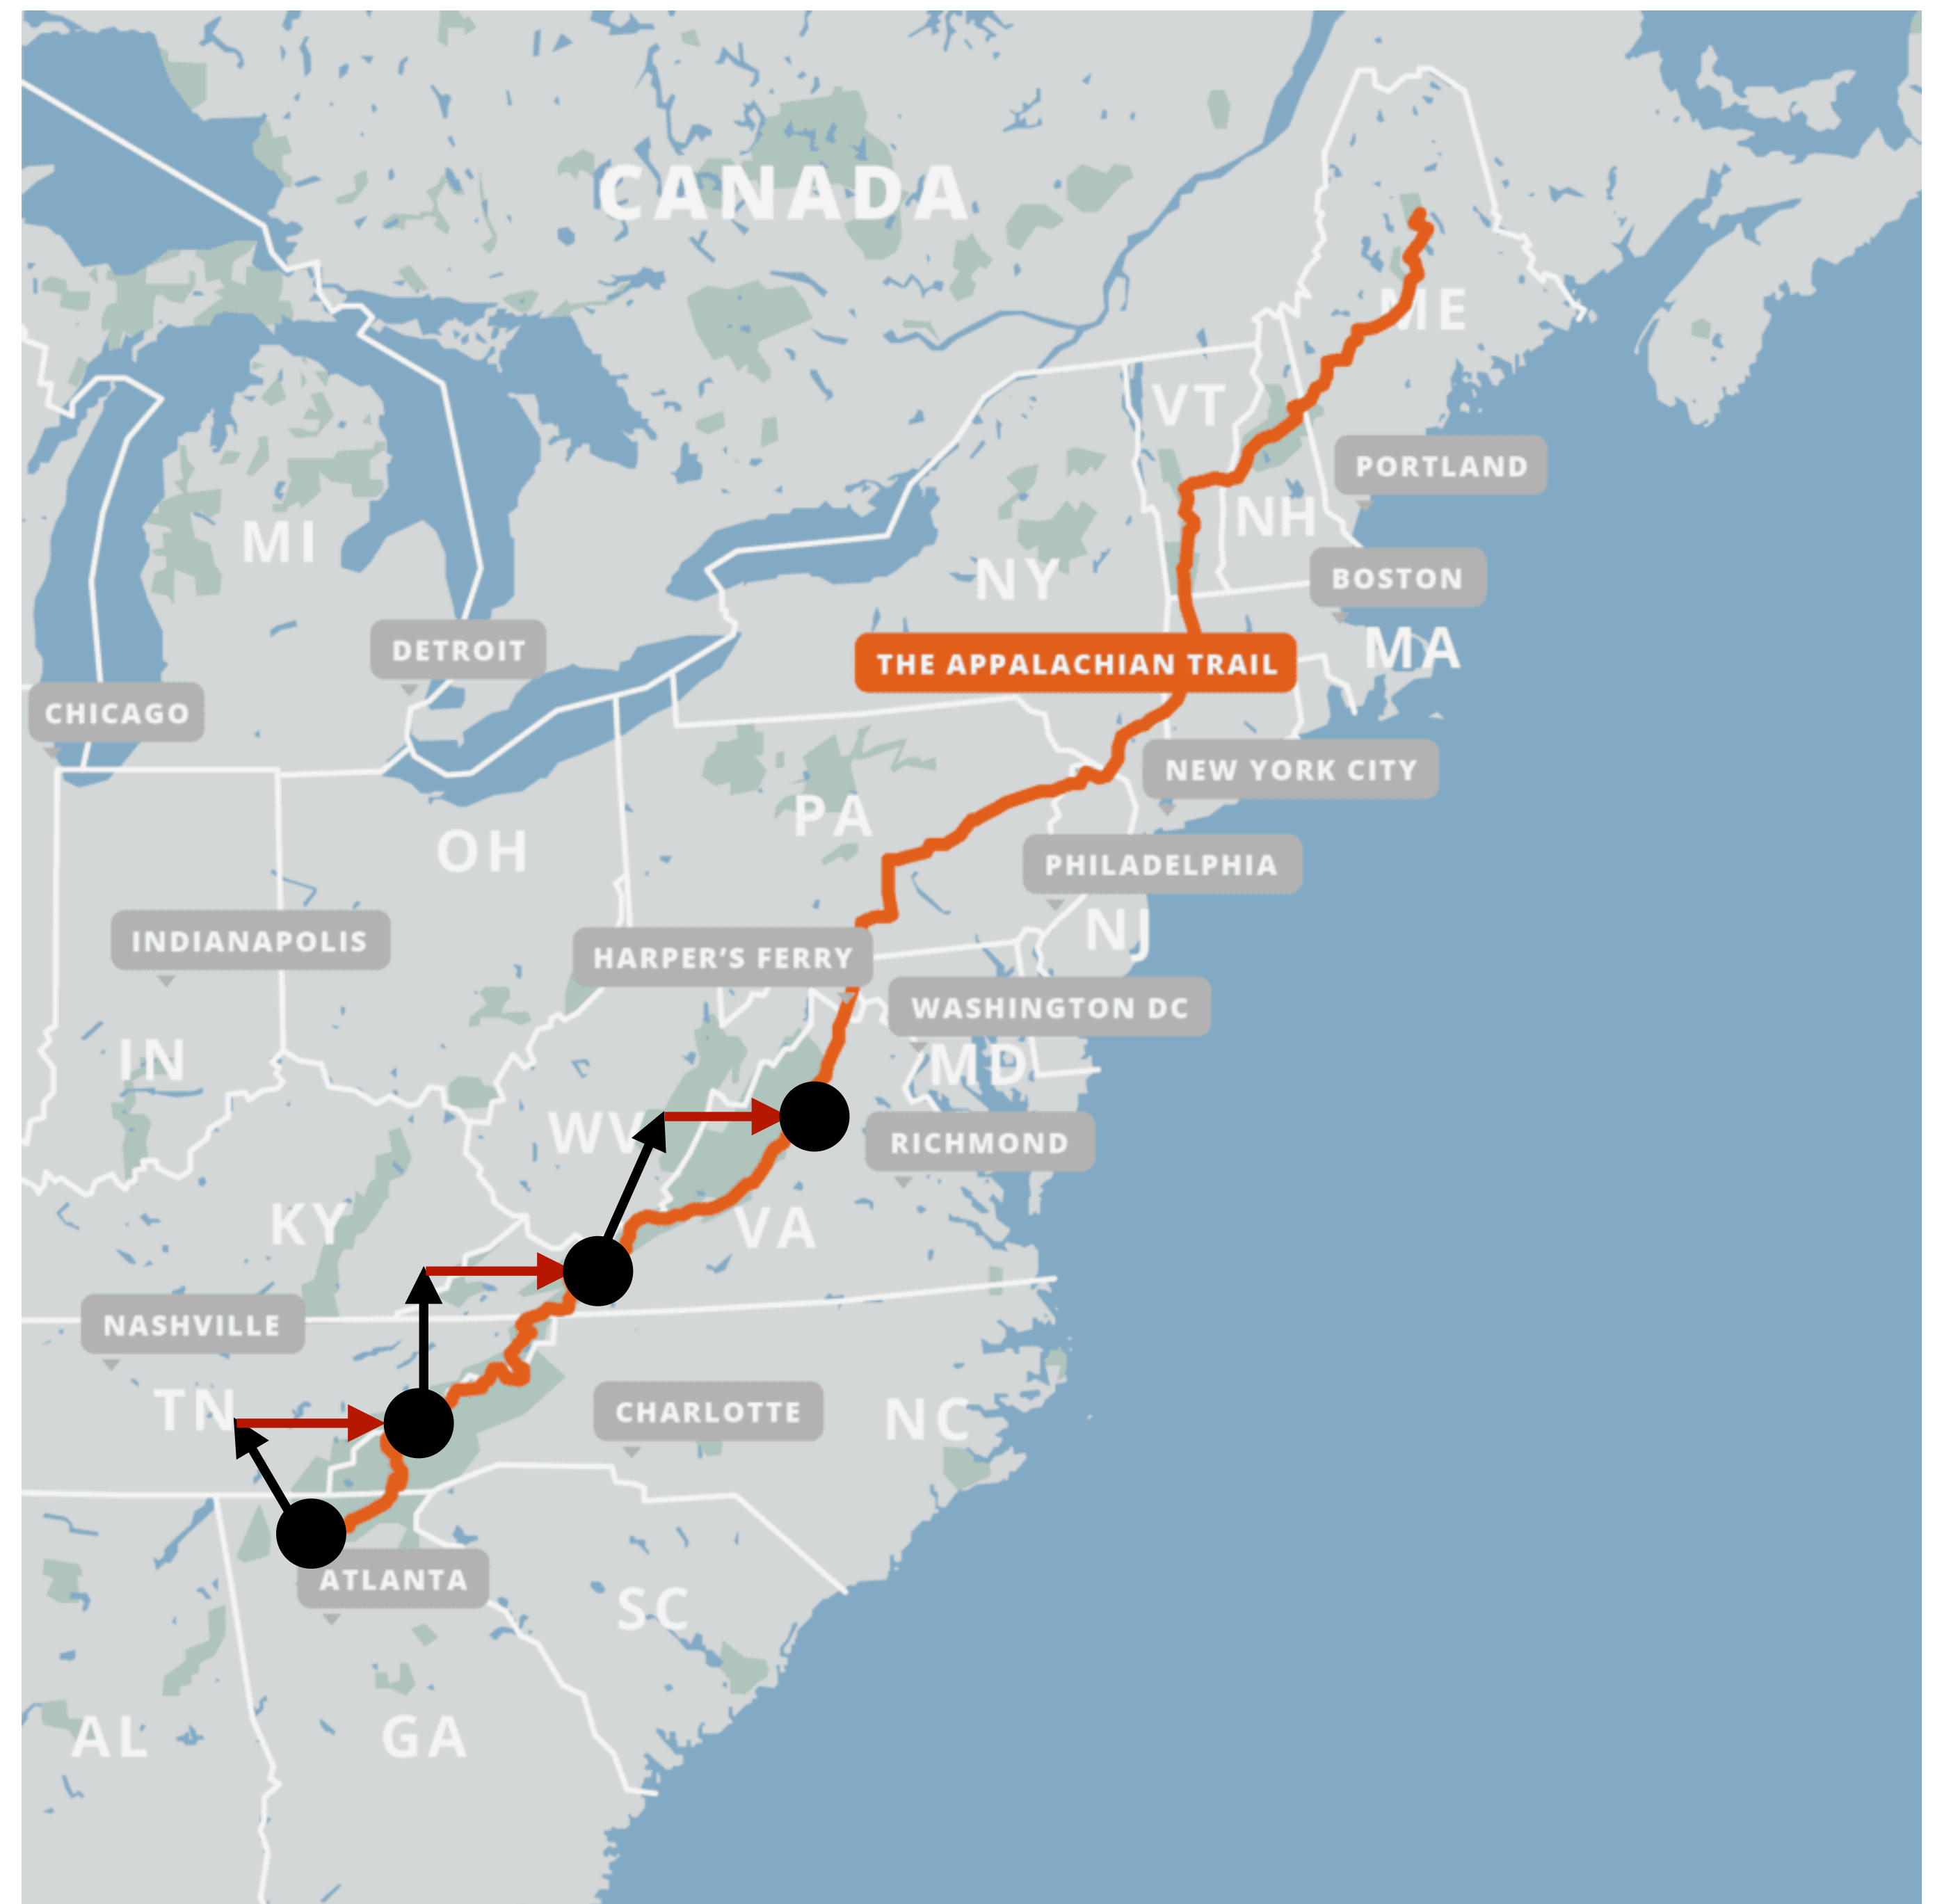 CANADA
ME
VT
PORTLAND
NH
MI
BOSTON
NY
MA
DETROIT
THE APPALACHIAN TRAIL
CHICAGO
NEW YORK CITY
PA
OH
PHILADELPHIA
NJ
INDIANAPOLIS
HARPER'S FERRY
WASHINGTON DC
IN
MD
WV
RICHMOND
KY
VA
NASHVILLE
TN
CHARLOTTE
NC
ATLANTA
SC
AL
GA